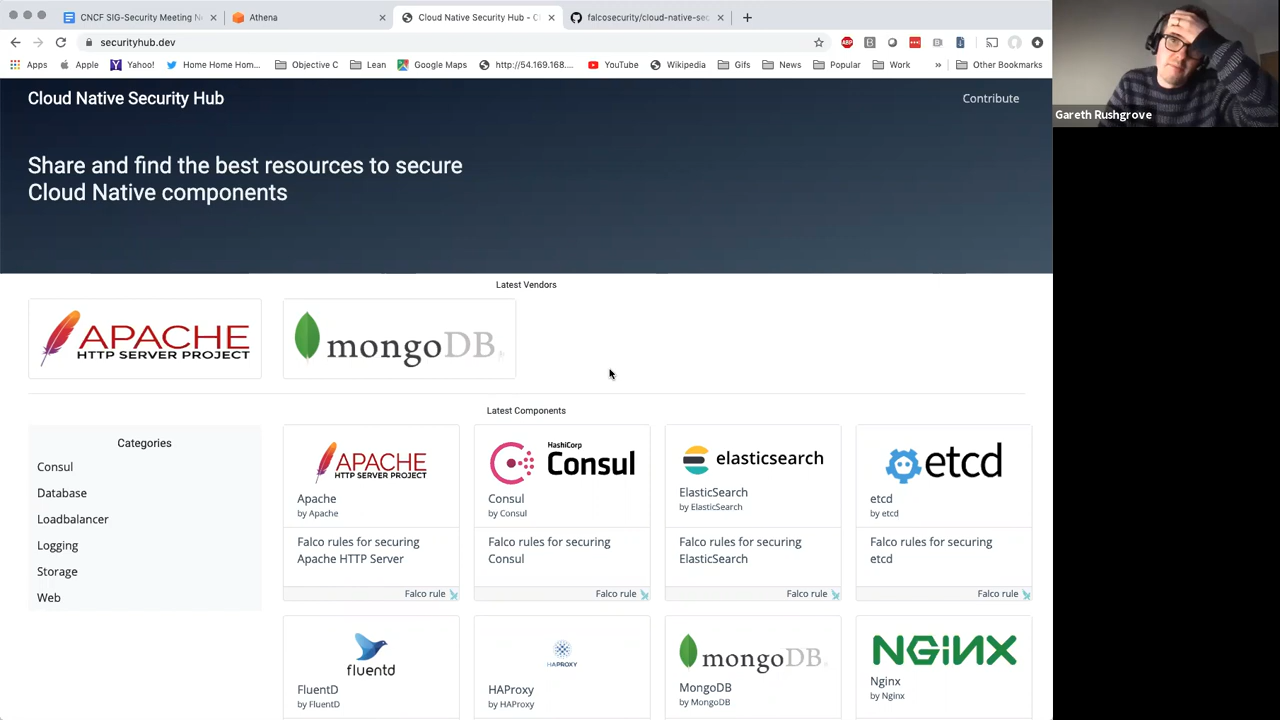 CNCF SIG-Security Meeting N
Athena
Cloud Native Security Hub - C
falcosecurity/cloud-native-sec
securityhub.dev
Apps
Apple
Yahoo!
Home Home Hom...
Objective C
Lean
Google Maps
http://54.169.168....
YouTube
Wikipedia
Gifs
News
Popular
Work
»
Other Bookmarks
Gareth Rushgrove
Cloud Native Security Hub
Contribute
Share and find the best resources to secure
Cloud Native components
Latest Vendors
APACHE
HTTP SERVER PROJECT
mongoDB
Latest Components
Categories
Consul
Database
Loadbalancer
Logging
Storage
Web
APACHE
HTTP SERVER PROJECT
Apache
by Apache
Falco rules for securing
Apache HTTP Server
Falco rule
HashiCorp
Consul
Consul
by Consul
Falco rules for securing
Consul
Falco rule
elasticsearch
ElasticSearch
by ElasticSearch
Falco rules for securing
ElasticSearch
Falco rule
etcd
etcd
by etcd
Falco rules for securing
etcd
Falco rule
fluentd
FluentD
by FluentD
HAPROXY
HAProxy
by HAProxy
mongoDB
MongoDB
by MongoDB
NGINX
Nginx
by Nginx